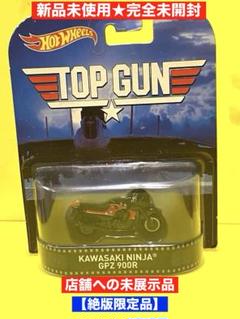 新品未使用★完全未開封
Hot Wheels
TOP GUN
KAWASAKI NINJA®
GPZ 900R
店舗への未展示品
【絶版限定品】